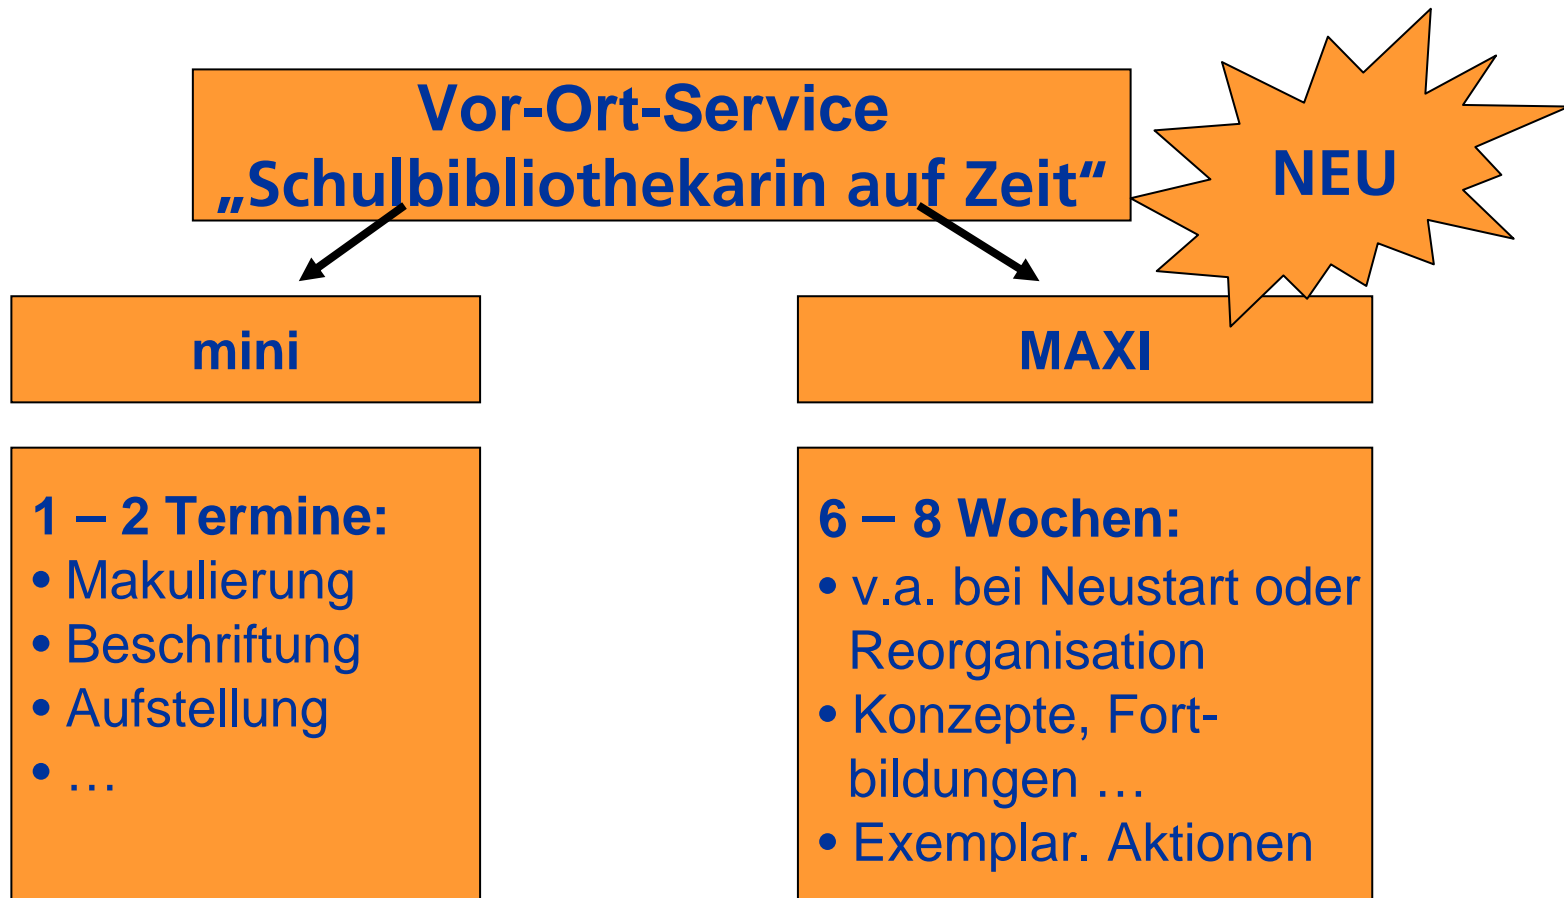 Vor-Ort-Service
„Schulbibliothekarin auf Zeit“
NEU
mini
MAXI
1 – 2 Termine:
• Makulierung
• Beschriftung
• Aufstellung
• …
6 – 8 Wochen:
• v.a. bei Neustart oder
Reorganisation
• Konzepte, Fort-
bildungen …
• Exemplar. Aktionen